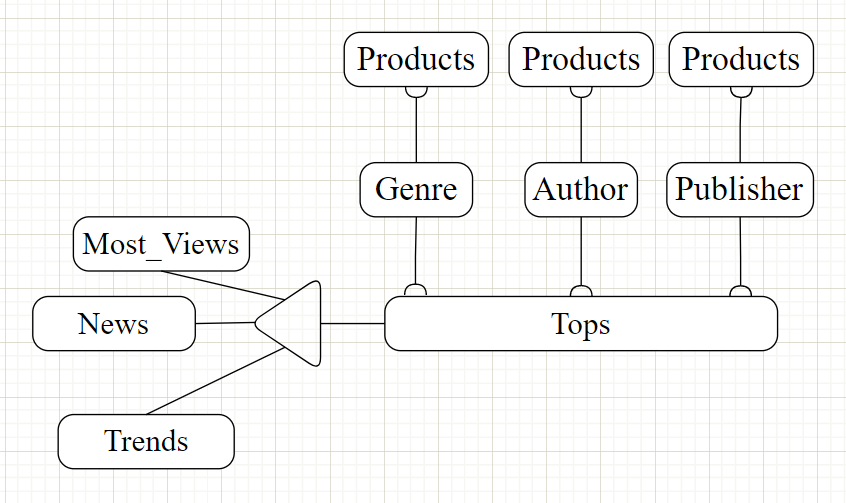 Products
Products
Products
Genre
Author
Publisher
Most_Views
News
Tops
Trends